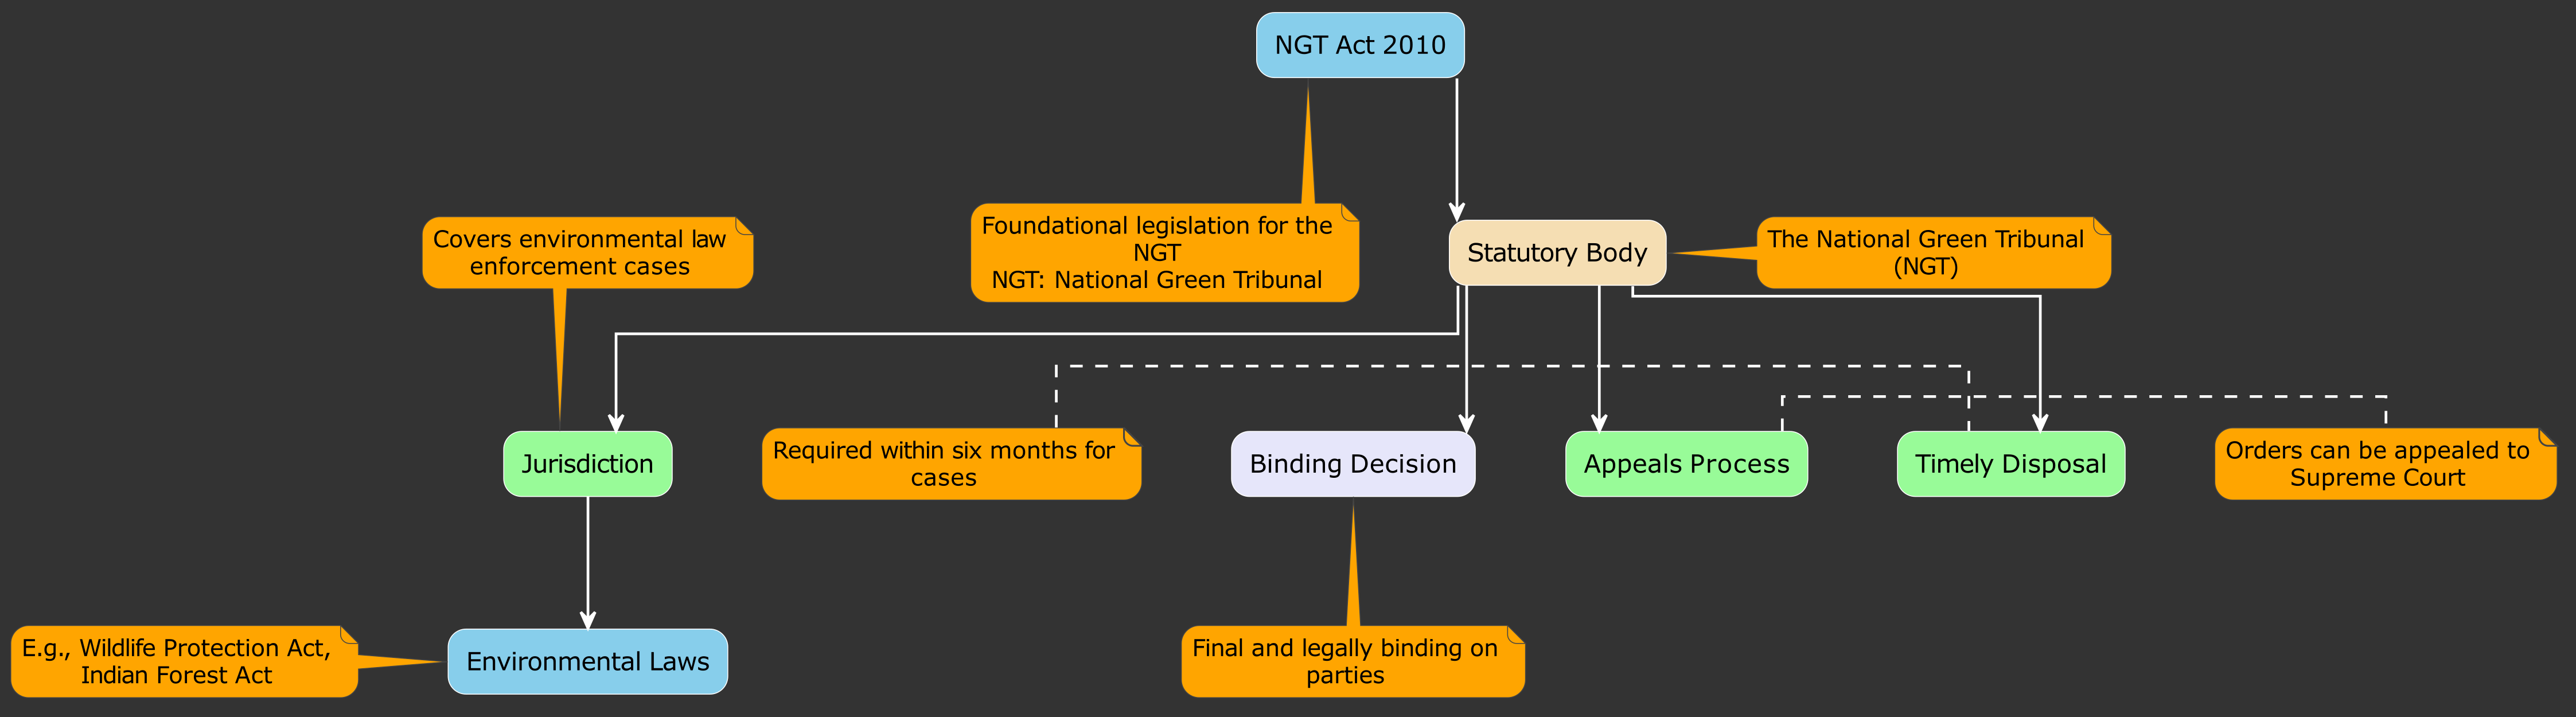 NGT Act 2010
Foundational legislation for the
NGT
NGT: National Green Tribunal
Statutory Body
The National Green Tribunal
(NGT)
Covers environmental law
enforcement cases
Jurisdiction
Required within six months for
cases
Binding Decision
Appeals Process
Timely Disposal
Orders can be appealed to
Supreme Court
E.g., Wildlife Protection Act,
Indian Forest Act
Environmental Laws
Final and legally binding on
parties